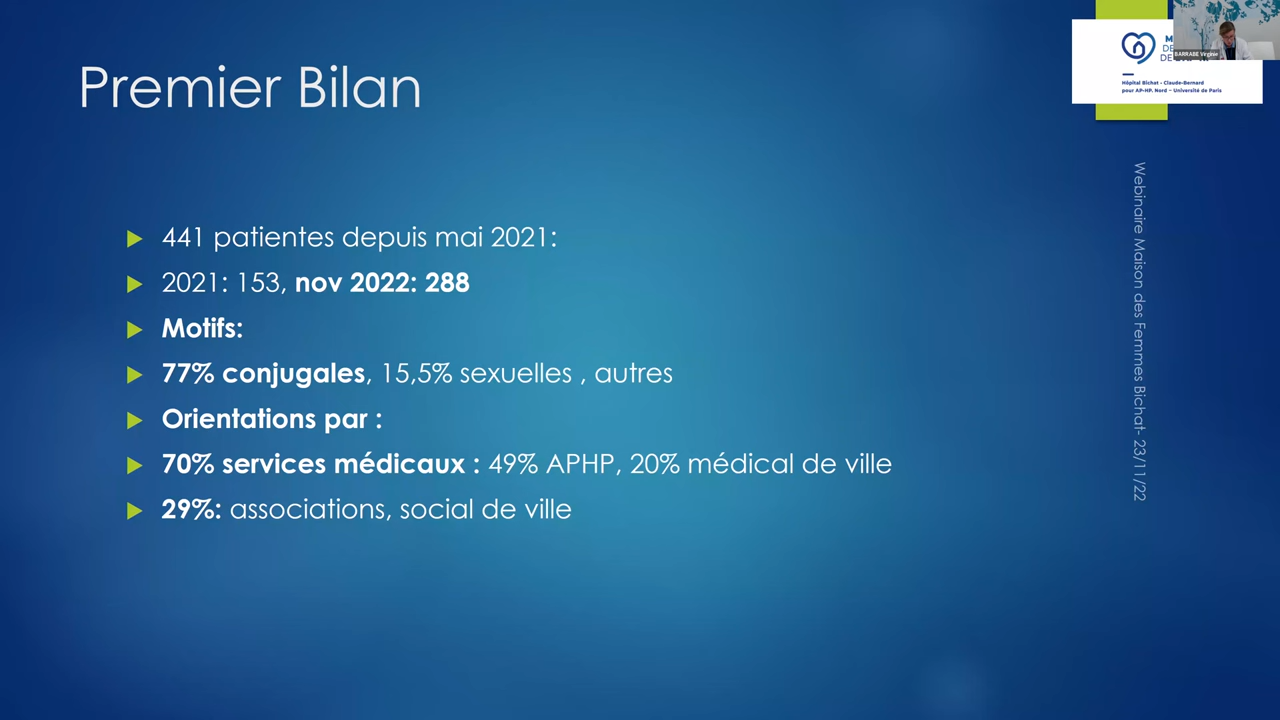 Premier Bilan
441 patientes depuis mai 2021:
2021: 153, nov 2022: 288
Motifs:
77% conjugales, 15,5% sexuelles , autres
Orientations par :
70% services médicaux : 49% APHP, 20% médical de ville
29%: associations, social de ville
BARRABE Virginie
Hôpital Bichat - Claude-Bernard
pour AP-HP. Nord – Université de Paris
Webinaire Maison des Femmes Bichat- 23/11/22